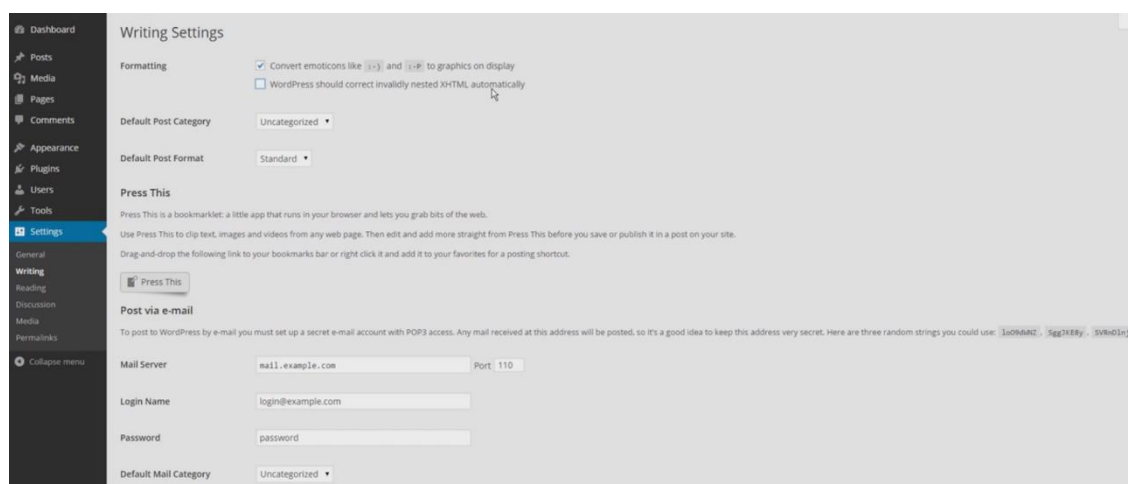 Dashboard
Posts
Media
Pages
Comments
Appearance
Plugins
Users
Tools
Settings
General
Writing
Reading
Discussion
Media
Permalinks
Collapse menu
Writing Settings
Formatting
Convert emoticons like :-) and :-P to graphics on display
WordPress should correct invalidly nested XHTML automatically
Default Post Category Uncategorized
Default Post Format Standard
Press This
Press This is a bookmarklet: a little app that runs in your browser and lets you grab bits of the web.
Use Press This to clip text, images and videos from any web page. Then edit and add more straight from Press This before you save or publish it in a post on your site.
Drag-and-drop the following link to your bookmarks bar or right click it and add it to your favorites for a posting shortcut.
Press This
Post via e-mail
To post to WordPress by e-mail you must set up a secret e-mail account with POP3 access. Any mail received at this address will be posted, so it's a good idea to keep this address very secret. Here are three random strings you could use:
Mail Server mail.example.com Port 110
Login Name login@example.com
Password password
Default Mail Category Uncategorized